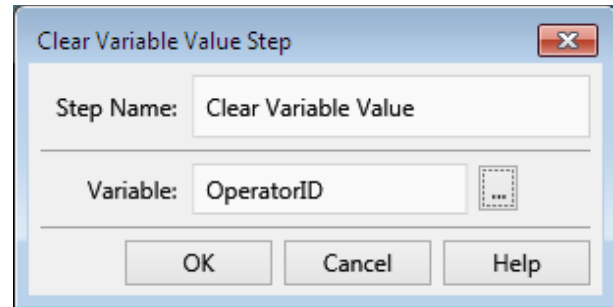 Clear Variable Value Step
Step Name: Clear Variable Value
Variable: OperatorID ...
OK Cancel Help